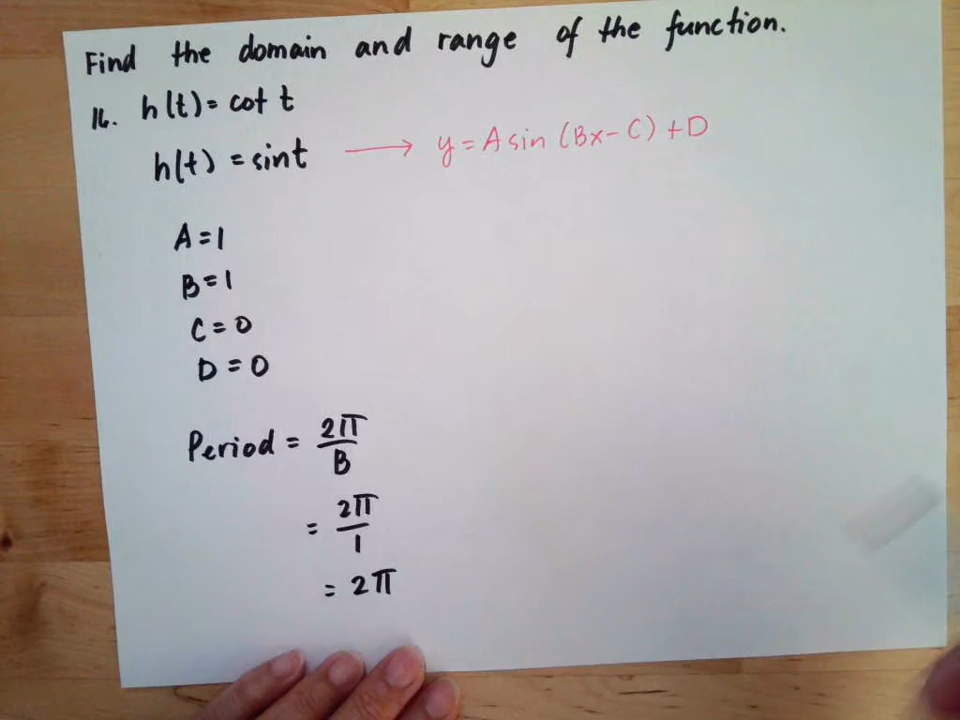 Find the domain and range of the function.
16. h(t) = cot t
h(t) = sint → y = A sin (Bx - C) + D
A = 1
B = 1
C = 0
D = 0
Period = 2π/B
= 2π/1
= 2π